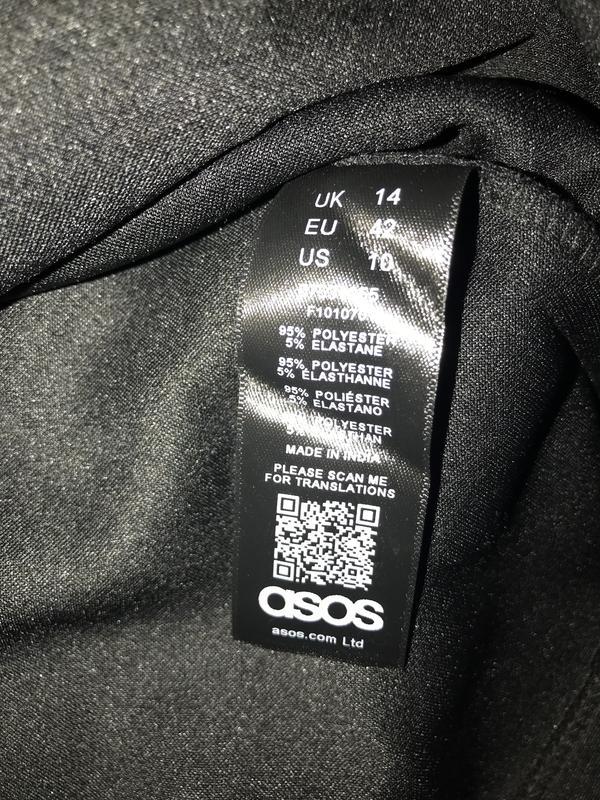 UK 14
EU 42
US 10
95% POLYESTER
5% ELASTANE
95% POLYESTER
5% ELASTHANNE
95% POLIÉSTER
5% ELASTANO
POLYESTER
MADE IN INDIA
PLEASE SCAN ME
FOR TRANSLATIONS
asos
asos.com Ltd